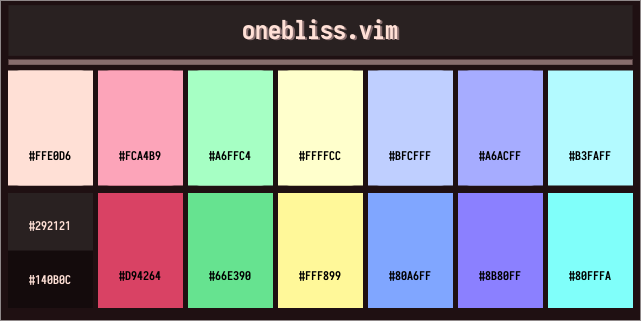 onebliss.vim
#FFE0D6 #FCA4B9 #A6FFC4 #FFFFCC #BFCFFF #A6ACFF #B3FAFF
#292121
#140B0C #D94264 #66E390 #FFF899 #80A6FF #8B80FF #80FFFA